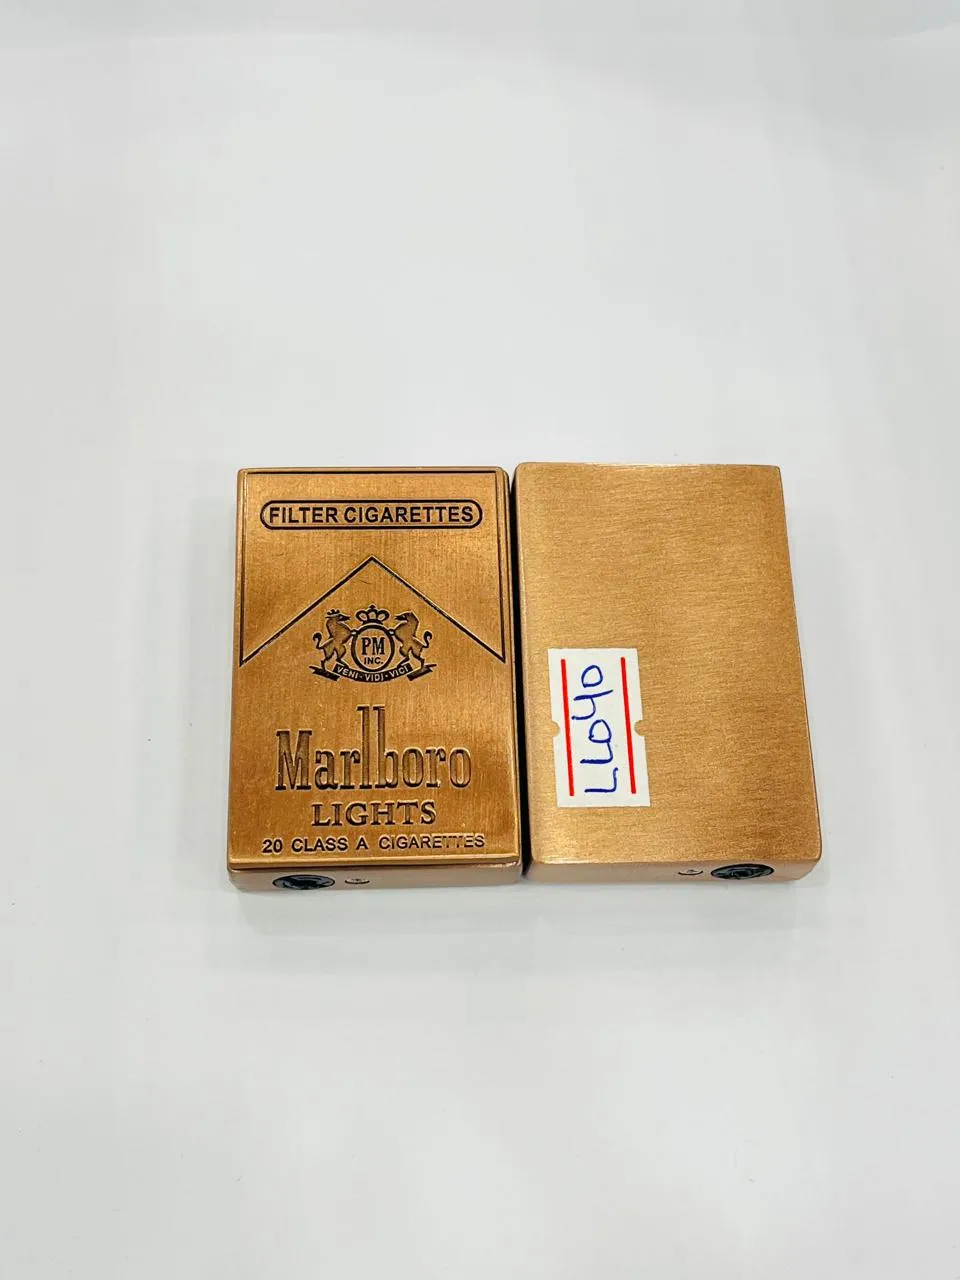 FILTER CIGARETTES
PM
INC.
VENI·VIDI·VICI
Marlboro
LIGHTS
20 CLASS A CIGARETTES
LL040